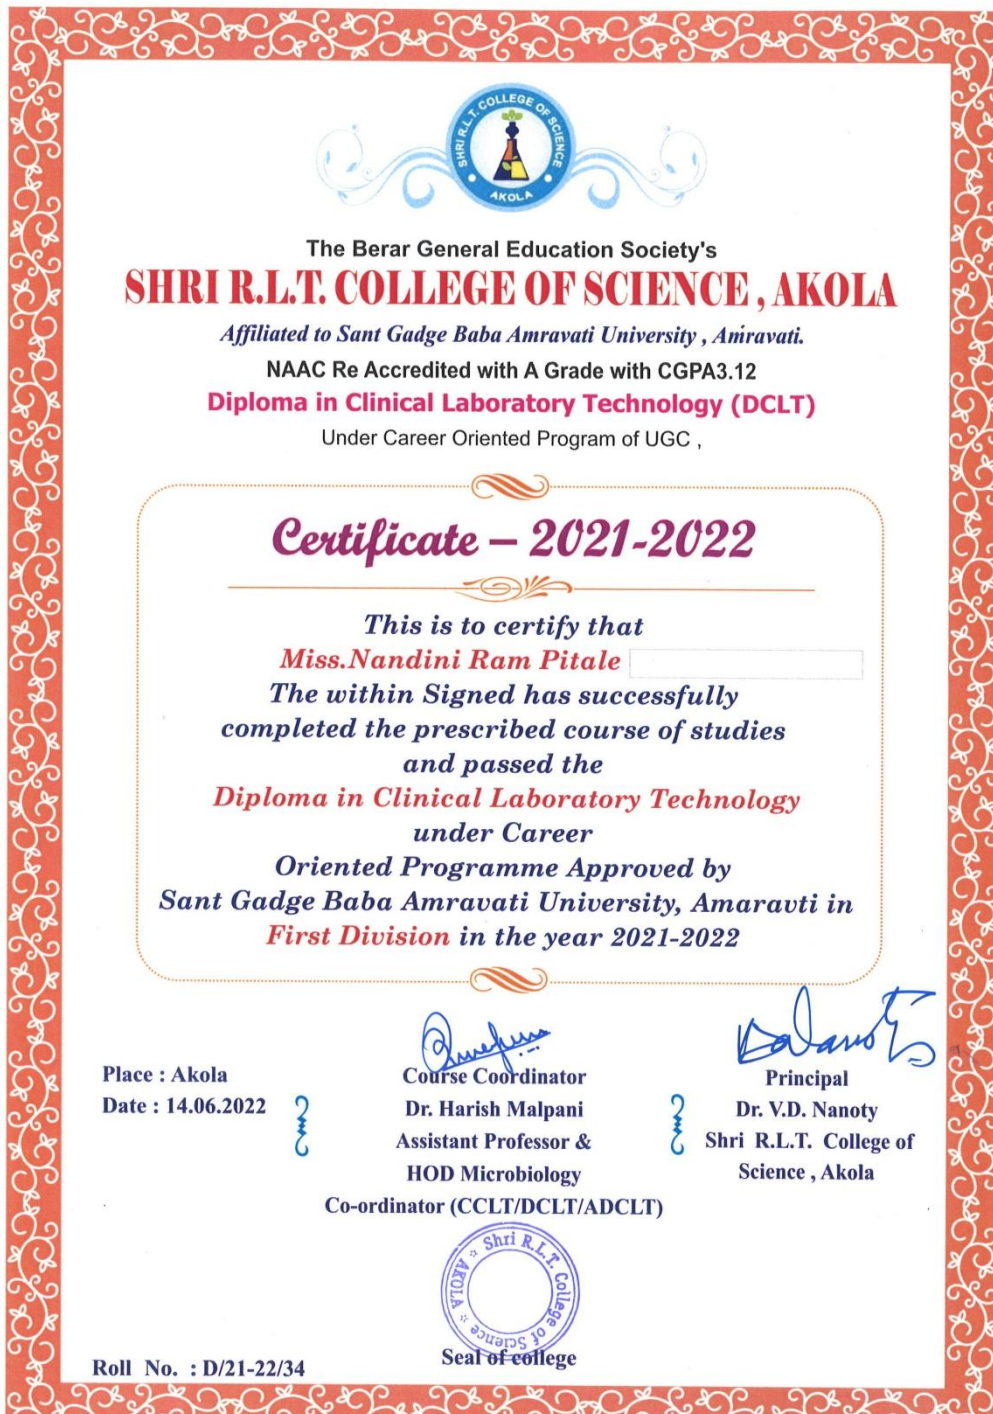 SHRI R.L.T. COLLEGE OF SCIENCE
AKOLA
The Berar General Education Society's
SHRI R.L.T. COLLEGE OF SCIENCE , AKOLA
Affiliated to Sant Gadge Baba Amravati University , Amravati.
NAAC Re Accredited with A Grade with CGPA3.12
Diploma in Clinical Laboratory Technology (DCLT)
Under Career Oriented Program of UGC ,
Certificate – 2021-2022
This is to certify that
Miss.Nandini Ram Pitale
The within Signed has successfully
completed the prescribed course of studies
and passed the
Diploma in Clinical Laboratory Technology
under Career
Oriented Programme Approved by
Sant Gadge Baba Amravati University, Amaravti in
First Division in the year 2021-2022
Place : Akola
Date : 14.06.2022
Course Coordinator
Dr. Harish Malpani
Assistant Professor &
HOD Microbiology
Co-ordinator (CCLT/DCLT/ADCLT)
Principal
Dr. V.D. Nanoty
Shri R.L.T. College of
Science , Akola
Shri R.L.T. College of Science
AKOLA
Seal of college
Roll No. : D/21-22/34